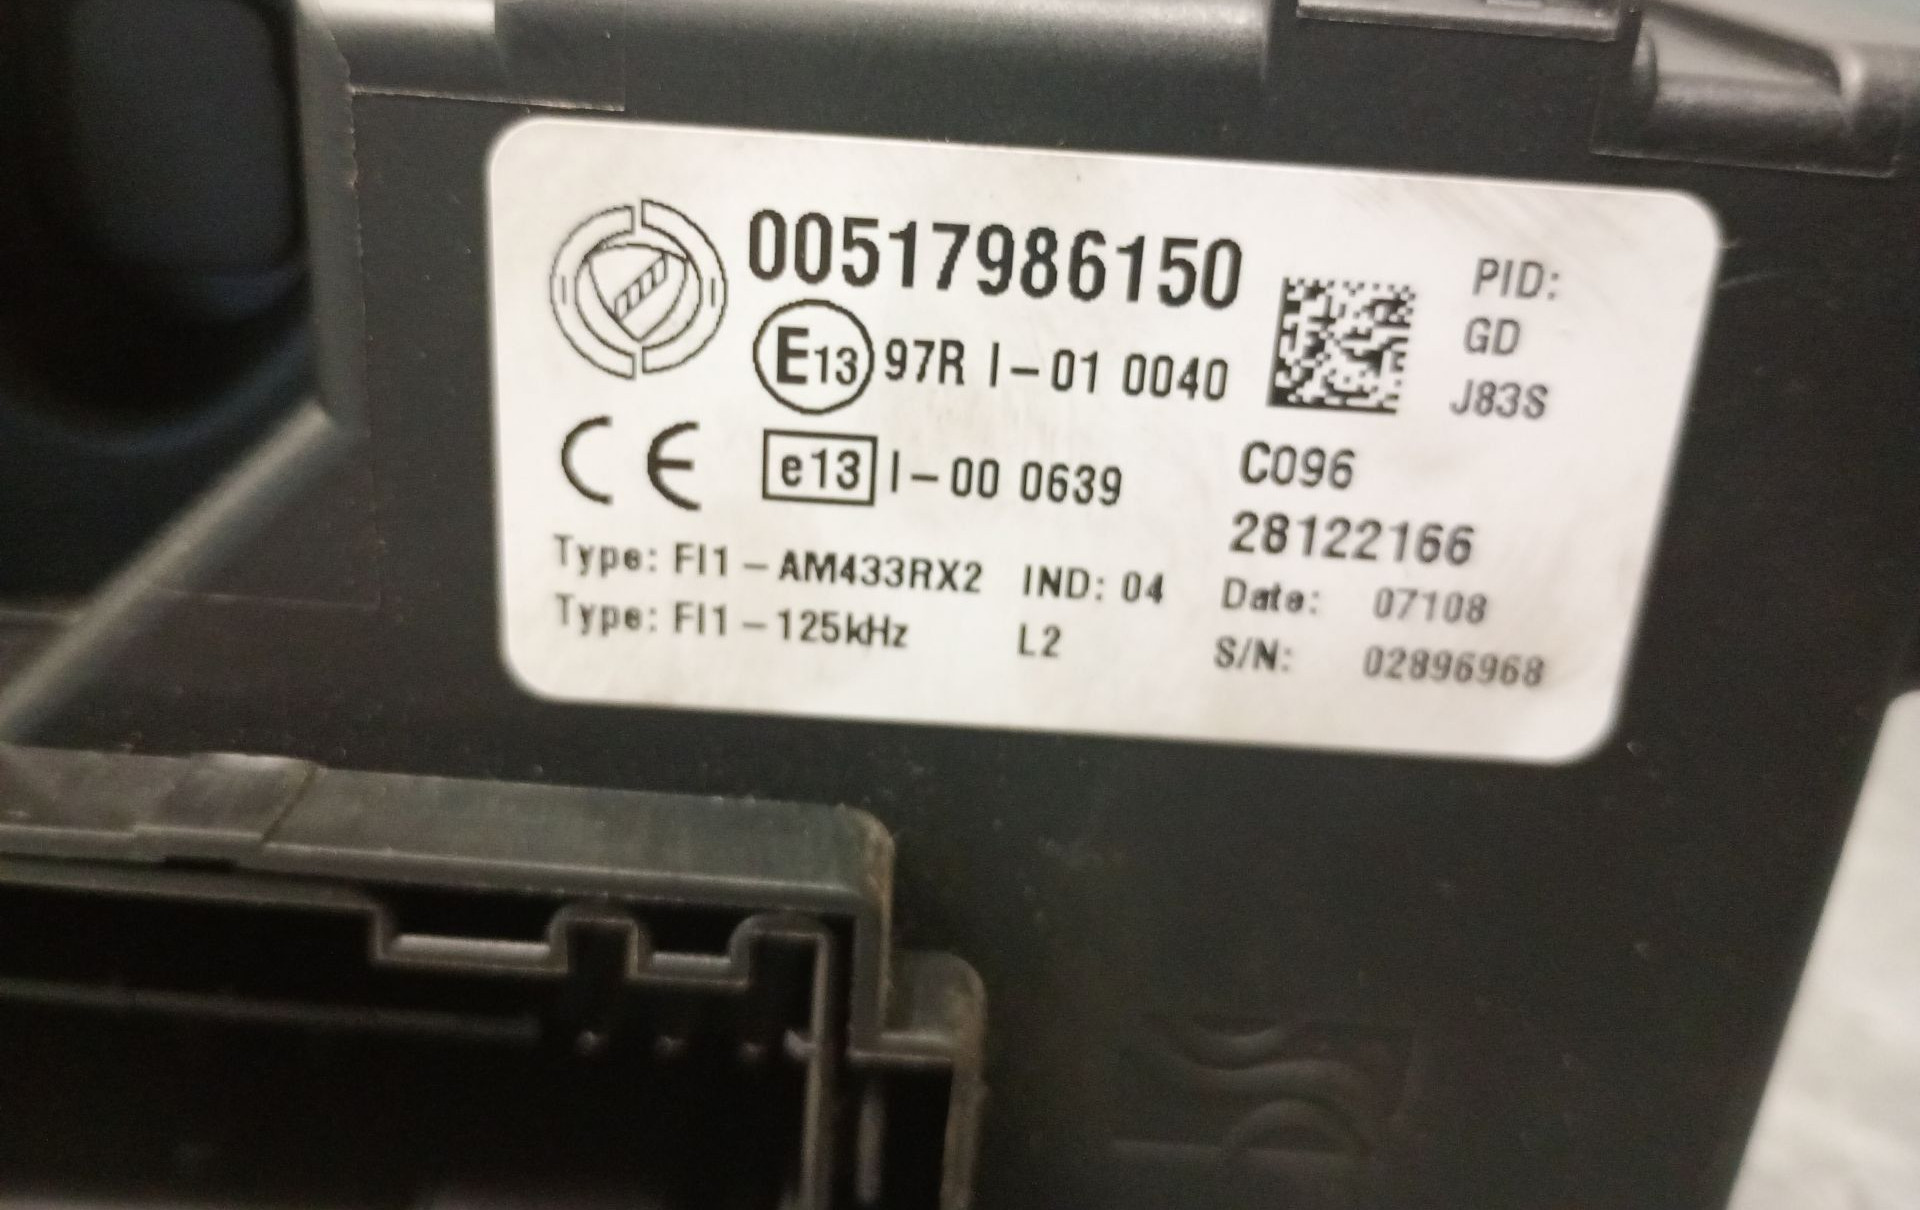 00517986150
E13 97R I-01 0040
CE e13 I-00 0639
Type: FI1-AM433RX2 IND: 04
Type: FI1-125kHz L2
PID:
GD
J83S
C096
28122166
Date: 07108
S/N: 02896968